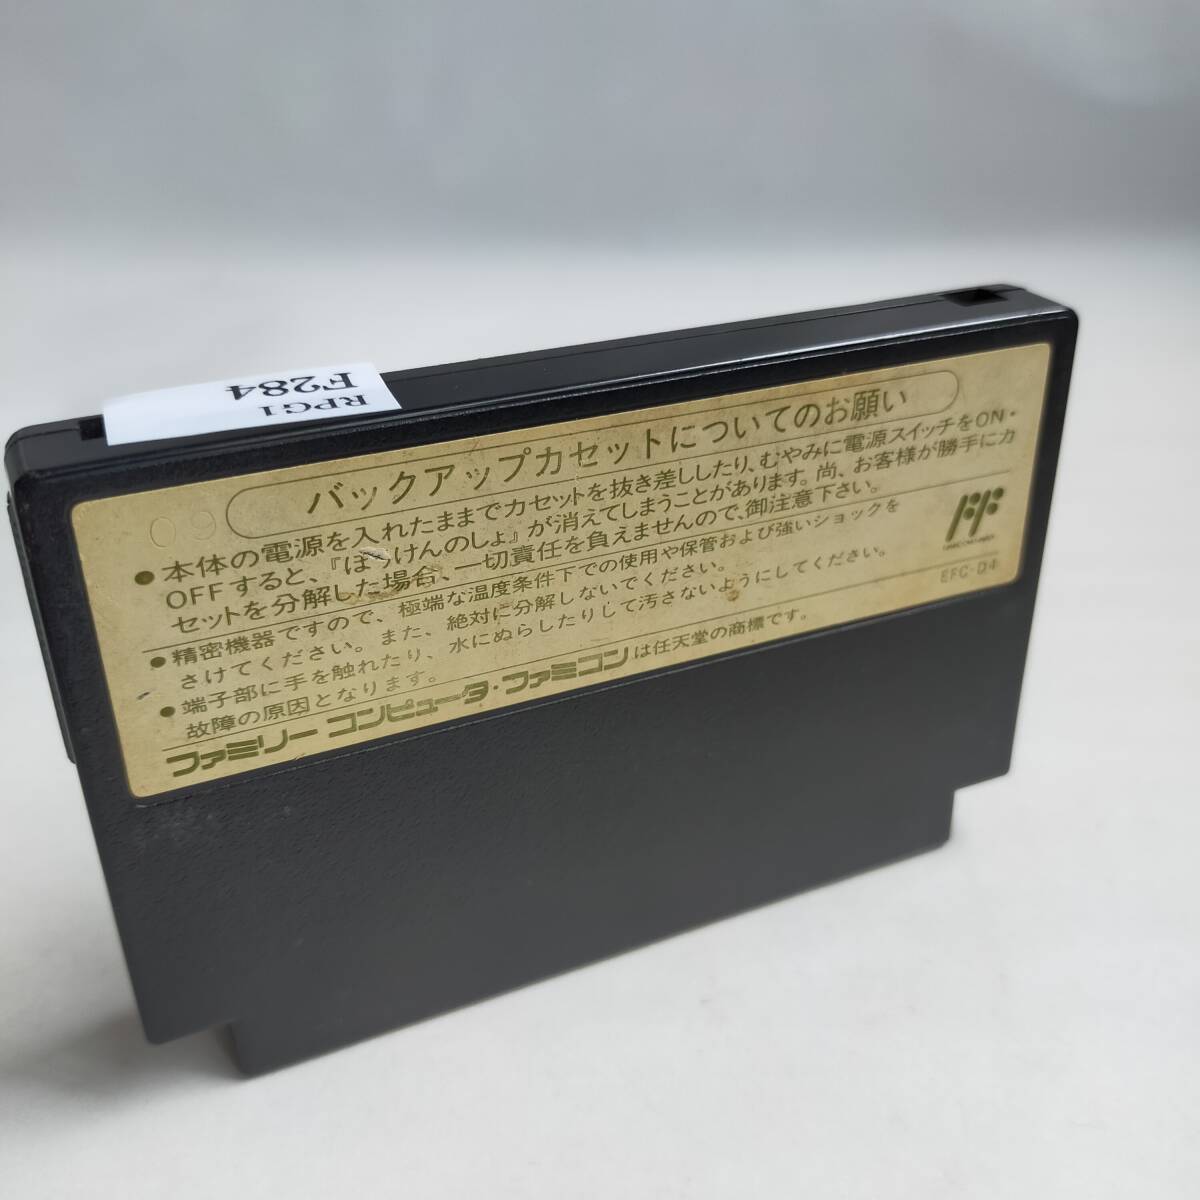 RPG1
F284
09
バックアップカセットについてのお願い
●本体の電源を入れたままでカセットを抜き差ししたり、むやみに電源スイッチをON・
OFFすると、『ぼうけんのしょ』が消えてしまうことがあります。尚、お客様が勝手にカ
セットを分解した場合、一切責任を負えませんので、御注意下さい。
●精密機器ですので、極端な温度条件下での使用や保管および強いショックを
さけてください。また、絶対に分解しないでください。
●端子部に手を触れたり、水にぬらしたりして汚さないようにしてください。
故障の原因となります。
ファミリー コンピュータ・ファミコンは任天堂の商標です。
EFC-D4